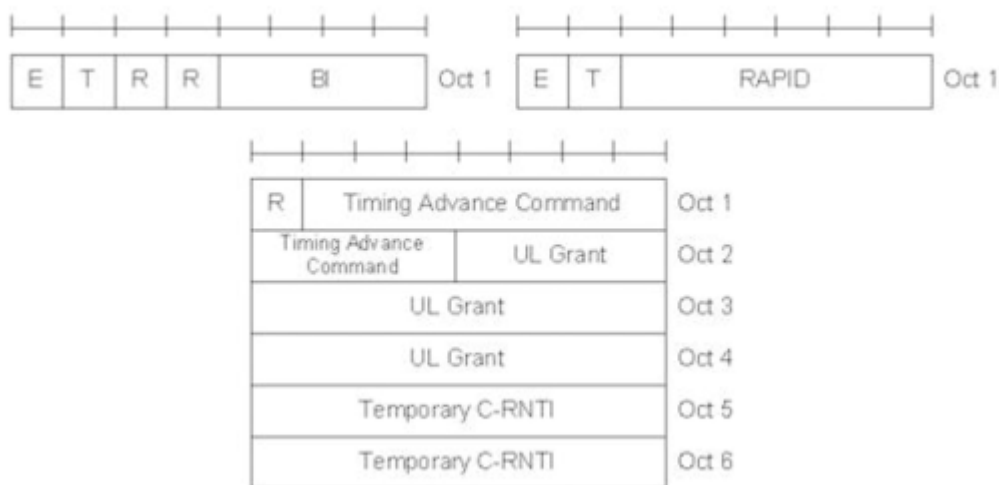 E T R R BI Oct 1
E T RAPID Oct 1
R Timing Advance Command Oct 1
Timing Advance
Command UL Grant Oct 2
UL Grant Oct 3
UL Grant Oct 4
Temporary C-RNTI Oct 5
Temporary C-RNTI Oct 6